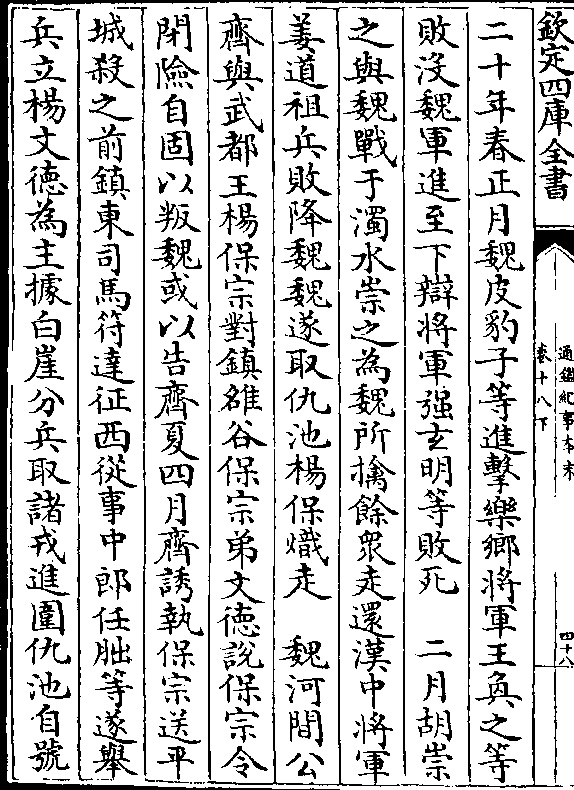 欽定四庫全書
通鑑紀事本末
卷十八下
四十八
二十年春正月魏皮豹子等進擊樂鄉將軍王奐之等
敗沒魏軍進至下辯將軍强玄明等敗死　二月胡崇
之與魏戰于濁水崇之為魏所擒餘衆走還漢中將軍
姜道祖兵敗降魏魏遂取仇池楊保熾走　魏河間公
齊與武都王楊保宗對鎮雒谷保宗弟文德說保宗令
閉險自固以叛魏或以告齊夏四月齊誘執保宗送平
城殺之前鎮東司馬符達征西從事中郎任朏等遂舉
兵立楊文德為主據白崖分兵取諸戎進圍仇池自號